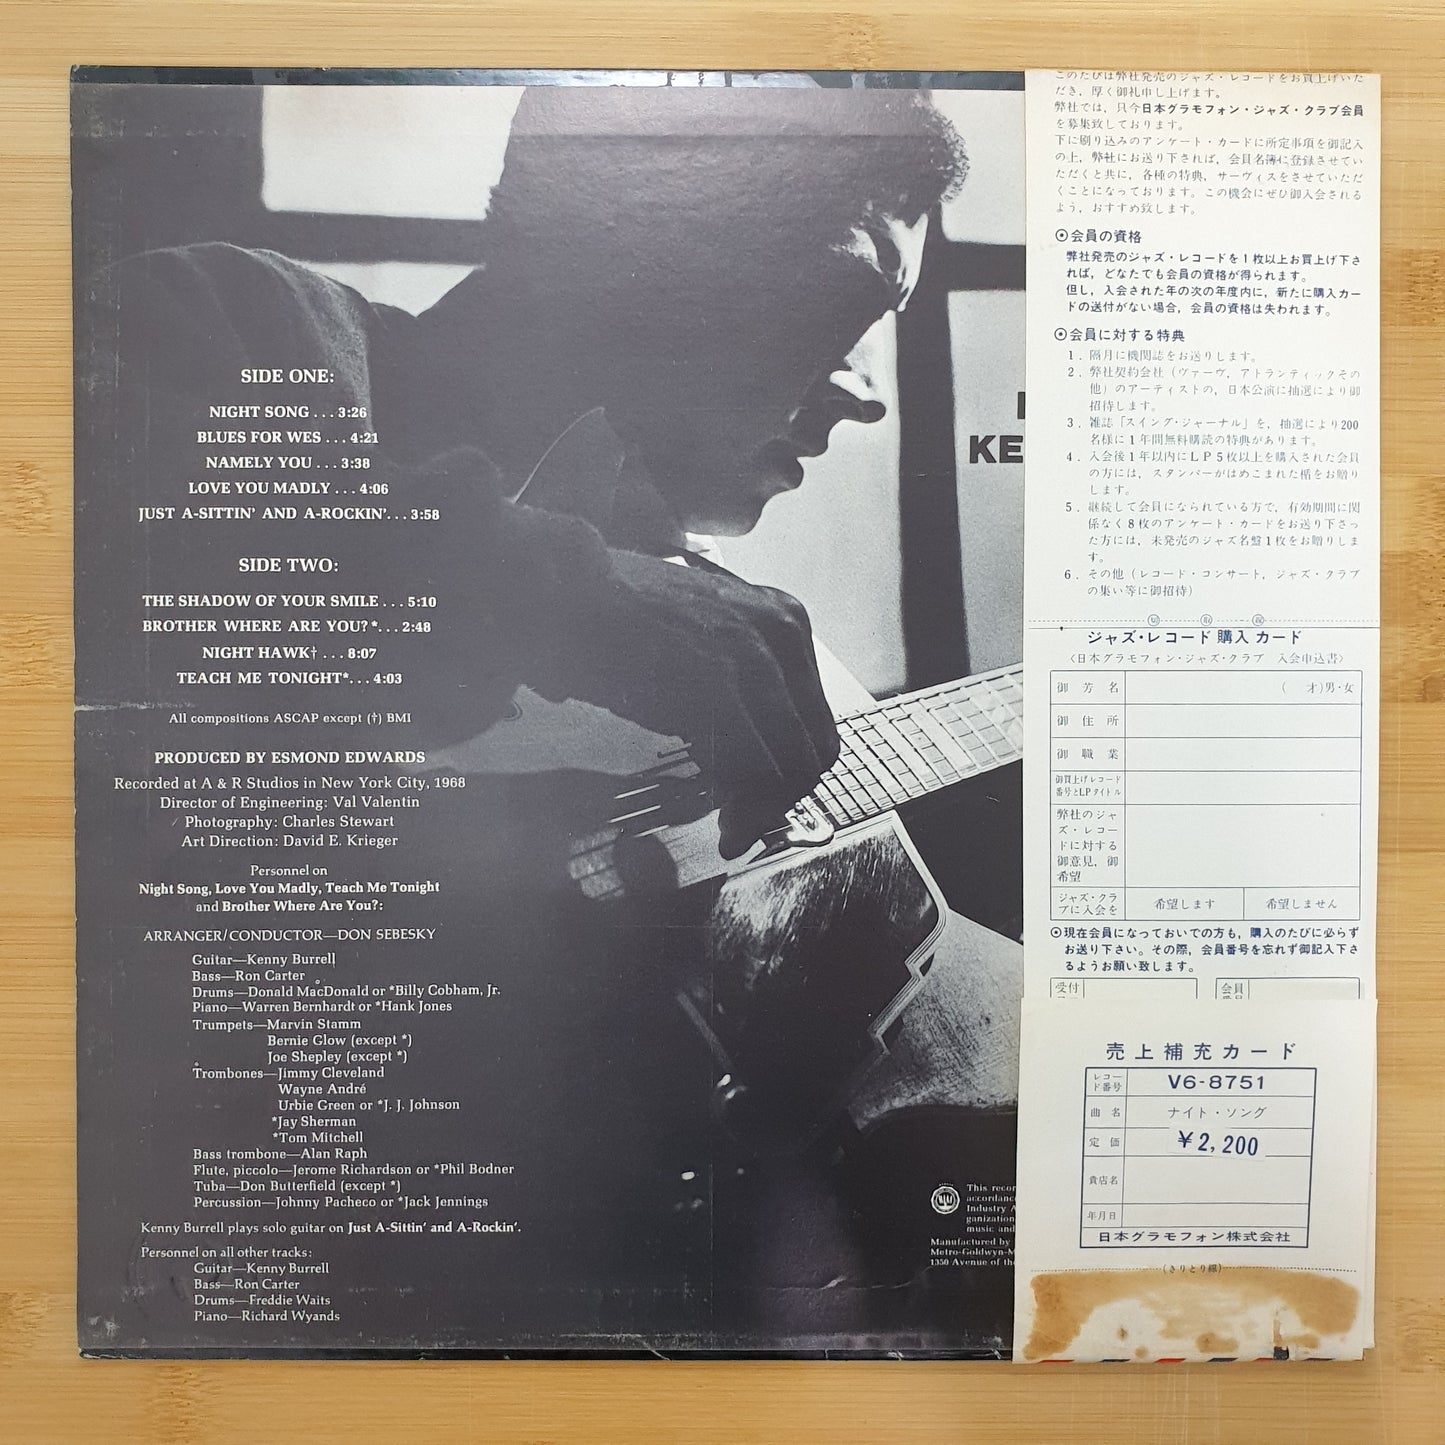 SIDE ONE:
NIGHT SONG . . . 3:26
BLUES FOR WES . . . 4:21
NAMELY YOU . . . 3:38
LOVE YOU MADLY . . . 4:06
JUST A-SITTIN' AND A-ROCKIN'. . . 3:58
SIDE TWO:
THE SHADOW OF YOUR SMILE . . . 5:10
BROTHER WHERE ARE YOU? *. . . 2:48
NIGHT HAWK† . . . 8:07
TEACH ME TONIGHT*. . . 4:03
All compositions ASCAP except (†) BMI
PRODUCED BY ESMOND EDWARDS
Recorded at A & R Studios in New York City, 1968
Director of Engineering: Val Valentin
Photography: Charles Stewart
Art Direction: David E. Krieger
Personnel on
Night Song, Love You Madly, Teach Me Tonight
and Brother Where Are You?:
ARRANGER/CONDUCTOR—DON SEBESKY
Guitar—Kenny Burrell
Bass—Ron Carter
Drums—Donald MacDonald or *Billy Cobham, Jr.
Piano—Warren Bernhardt or *Hank Jones
Trumpets—Marvin Stamm
Bernie Glow (except *)
Joe Shepley (except *)
Trombones—Jimmy Cleveland
Wayne André
Urbie Green or *J. J. Johnson
*Jay Sherman
*Tom Mitchell
Bass trombone—Alan Raph
Flute, piccolo—Jerome Richardson or *Phil Bodner
Tuba—Don Butterfield (except *)
Percussion—Johnny Pacheco or *Jack Jennings
Kenny Burrell plays solo guitar on Just A-Sittin' and A-Rockin'.
Personnel on all other tracks:
Guitar—Kenny Burrell
Bass—Ron Carter
Drums—Freddie Waits
Piano—Richard Wyands
KE
This recor
accordance
Industry A
ganization
music and
Manufactured by
Metro-Goldwyn-M
1350 Avenue of the
このたびは弊社発売のジャズ・レコードをお買上げいた
だき，厚く御礼申し上げます。
弊社では，只今日本グラモフォン・ジャズ・クラブ会員
を募集致しております。
下に刷り込みのアンケート・カードに所定事項を御記入
の上，弊社にお送り下されば，会員名簿に登録させてい
ただくと共に，各種の特典，サーヴィスをさせていただ
くことになっております。この機会にぜひ御入会される
よう，おすすめ致します。
⊙会員の資格
弊社発売のジャズ・レコードを1枚以上お買上げ下さ
れば，どなたでも会員の資格が得られます。
但し，入会された年の次の年度内に，新たに購入カー
ドの送付がない場合，会員の資格は失われます。
⊙会員に対する特典
1．隔月に機関誌をお送りします。
2．弊社契約会社（ヴァーヴ，アトランティックその
他）のアーティストの，日本公演に抽選により御
招待します。
3．雑誌「スイング・ジャーナル」を，抽選により200
名様に1年間無料購読の特典があります。
4．入会後1年以内にLP5枚以上を購入された会員
の方には，スタンパーがはめこまれた楯をお贈り
します。
5．継続して会員になられている方で，有効期間に関
係なく8枚のアンケート・カードをお送り下さっ
た方には，未発売のジャズ名盤1枚をお贈りしま
す。
6．その他（レコード・コンサート，ジャズ・クラブ
の集い等に御招待）
切 取 線
ジャズ・レコード 購入 カード
〈日本グラモフォン・ジャズ・クラブ 入会申込書〉
御 芳 名 （ 才）男・女
御 住 所
御 職 業
御買上げレコード
番号とLPタイトル
弊社のジャ
ズ・レコー
ドに対する
御意見，御
希望
ジャズ・クラ
ブに入会を 希望します 希望しません
⊙現在会員になっておいでの方も，購入のたびに必らず
お送り下さい。その際，会員番号を忘れず御記入下さ
るようお願い致します。
受付 会員
売上補充カード
レコー
ド番号 V6-8751
曲 名 ナイト・ソング
定 価 ¥2,200
貴店名
年月日
日本グラモフォン株式会社
(きりとり線)